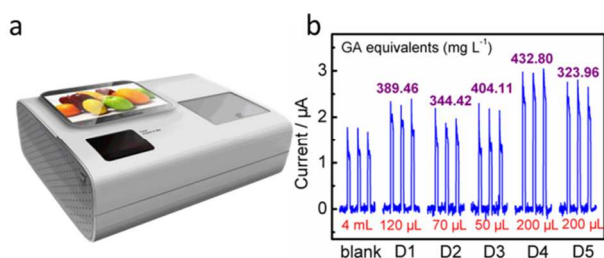 a
b
GA equivalents (mg L⁻¹)
432.80
389.46
404.11
344.42
323.96
Current / μA
3
2
1
0
4 mL 120 μL 70 μL 50 μL 200 μL 200 μL
blank D1 D2 D3 D4 D5